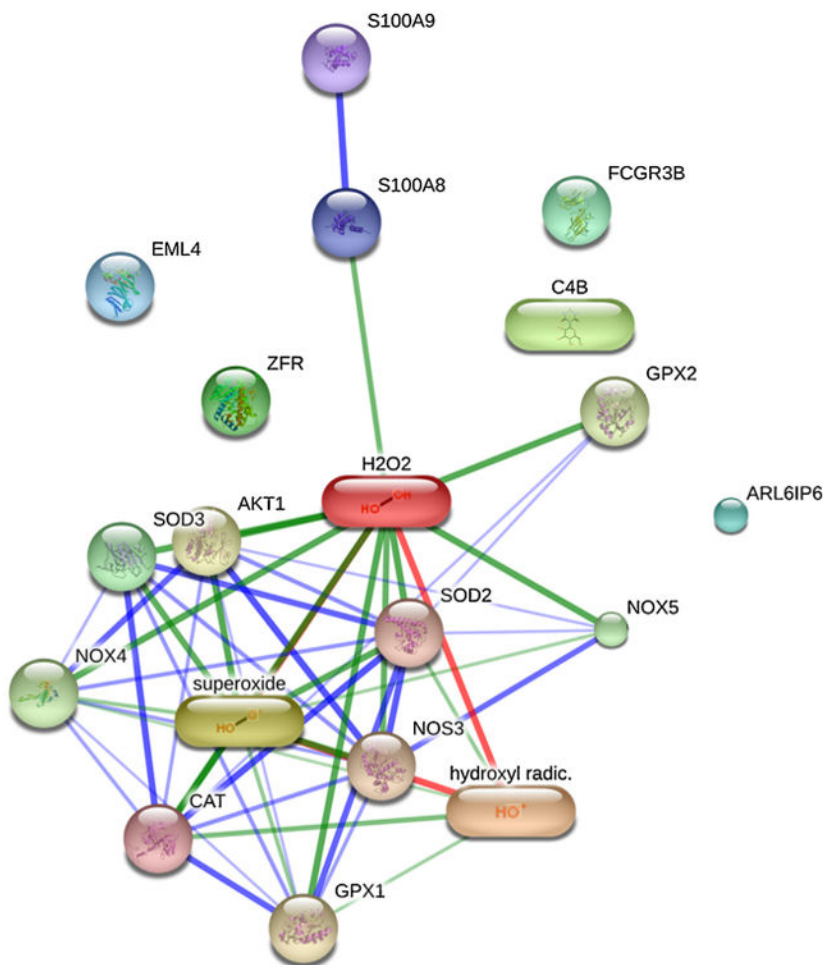 S100A9
S100A8
FCGR3B
EML4
C4B
ZFR
GPX2
H2O2
HO
OH
ARL6IP6
SOD3
AKT1
SOD2
NOX5
NOX4
superoxide
HO
NOS3
hydroxyl radic.
HO
CAT
GPX1